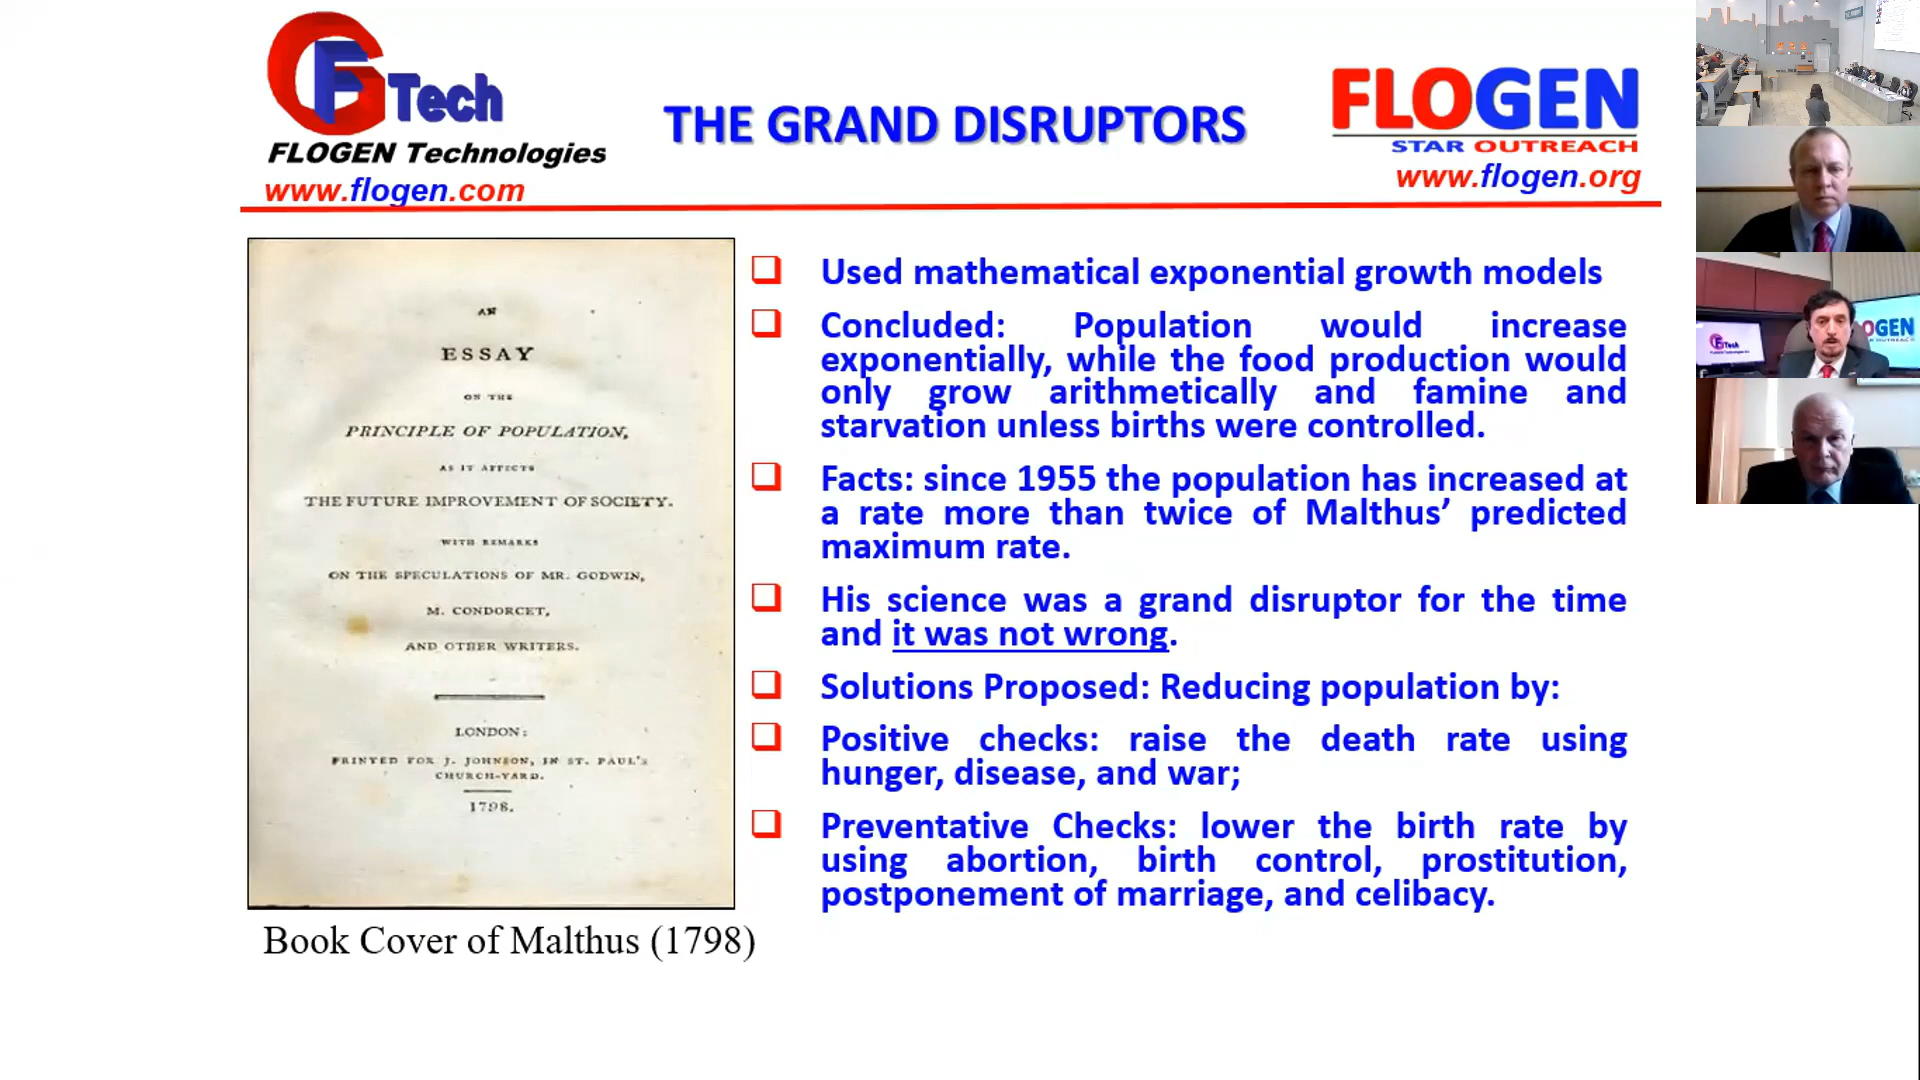 GF Tech
FLOGEN Technologies
www.flogen.com
THE GRAND DISRUPTORS
FLOGEN
STAR OUTREACH
www.flogen.org
AN
ESSAY
ON THE
PRINCIPLE OF POPULATION,
AS IT AFFECTS
THE FUTURE IMPROVEMENT OF SOCIETY.
WITH REMARKS
ON THE SPECULATIONS OF MR. GODWIN,
M. CONDORCET,
AND OTHER WRITERS.
LONDON:
PRINTED FOR J. JOHNSON, IN ST. PAUL'S
CHURCH-YARD.
1798.
Book Cover of Malthus (1798)
Used mathematical exponential growth models
Concluded: Population would increase
exponentially, while the food production would
only grow arithmetically and famine and
starvation unless births were controlled.
Facts: since 1955 the population has increased at
a rate more than twice of Malthus’ predicted
maximum rate.
His science was a grand disruptor for the time
and it was not wrong.
Solutions Proposed: Reducing population by:
Positive checks: raise the death rate using
hunger, disease, and war;
Preventative Checks: lower the birth rate by
using abortion, birth control, prostitution,
postponement of marriage, and celibacy.
Tech
OGEN